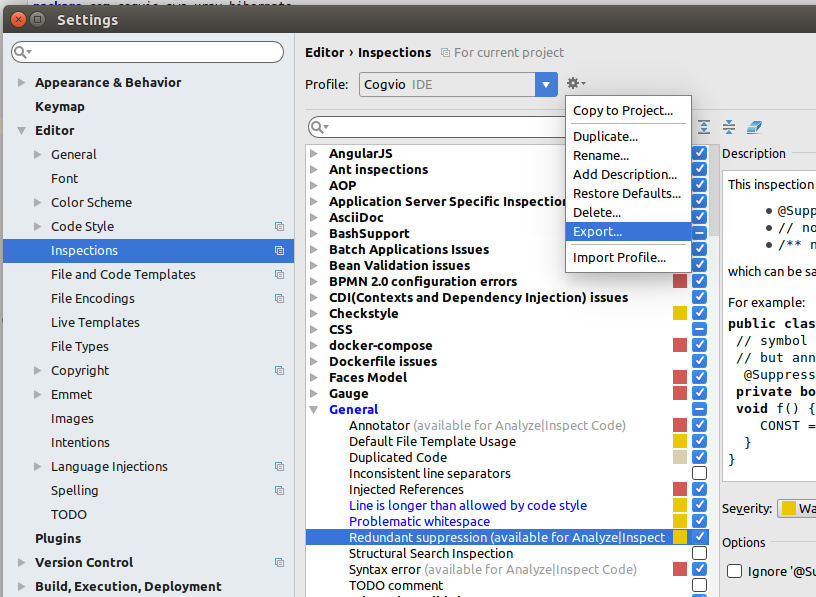 Settings
Appearance & Behavior
Keymap
Editor
General
Font
Color Scheme
Code Style
Inspections
File and Code Templates
File Encodings
Live Templates
File Types
Copyright
Emmet
Images
Intentions
Language Injections
Spelling
TODO
Plugins
Version Control
Build, Execution, Deployment
Editor › Inspections
For current project
Profile:
Cogvio IDE
Copy to Project...
Duplicate...
Rename...
Add Description...
Restore Defaults...
Delete...
Export...
Import Profile...
AngularJS
Ant inspections
AOP
Application Server Specific Inspection
AsciiDoc
BashSupport
Batch Applications Issues
Bean Validation issues
BPMN 2.0 configuration errors
CDI(Contexts and Dependency Injection) issues
Checkstyle
CSS
docker-compose
Dockerfile issues
Faces Model
Gauge
General
Annotator (available for Analyze|Inspect Code)
Default File Template Usage
Duplicated Code
Inconsistent line separators
Injected References
Line is longer than allowed by code style
Problematic whitespace
Redundant suppression (available for Analyze|Inspect
Structural Search Inspection
Syntax error (available for Analyze|Inspect Code)
TODO comment
Description
This inspection
@Supp
// no
/** n
which can be sa
For example:
public clas
// symbol
// but ann
@Suppress
private bo
void f() {
CONST =
}
}
Severity:
Wa
Options
Ignore '@Su